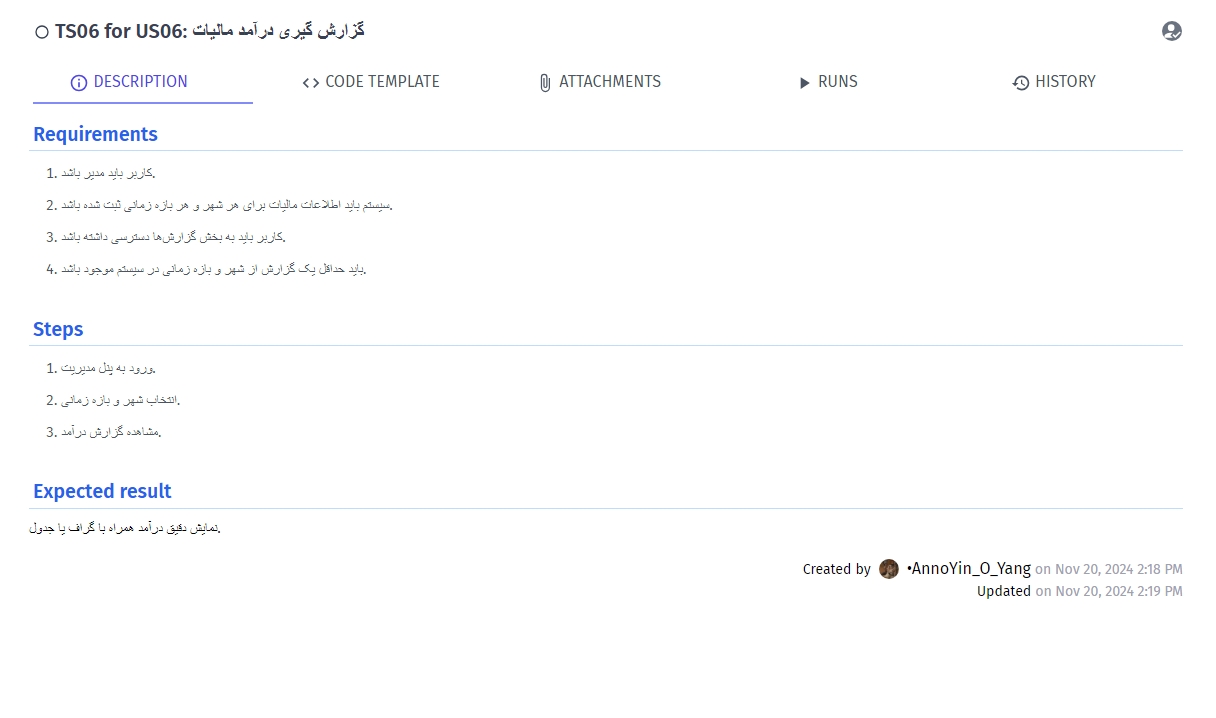 TS06 for US06: گزارش گیری درآمد مالیات
DESCRIPTION
CODE TEMPLATE
ATTACHMENTS
RUNS
HISTORY
Requirements
1. کاربر باید مدیر باشد.
2. سیستم باید اطلاعات مالیات برای هر شهر و هر بازه زمانی ثبت شده باشد.
3. کاربر باید به بخش گزارش‌ها دسترسی داشته باشد.
4. باید حداقل یک گزارش از شهر و بازه زمانی در سیستم موجود باشد.
Steps
1. ورود به پنل مدیریت.
2. انتخاب شهر و بازه زمانی.
3. مشاهده گزارش درآمد.
Expected result
نمایش دقیق درآمد همراه با گراف یا جدول.
Created by •AnnoYin_O_Yang on Nov 20, 2024 2:18 PM
Updated on Nov 20, 2024 2:19 PM